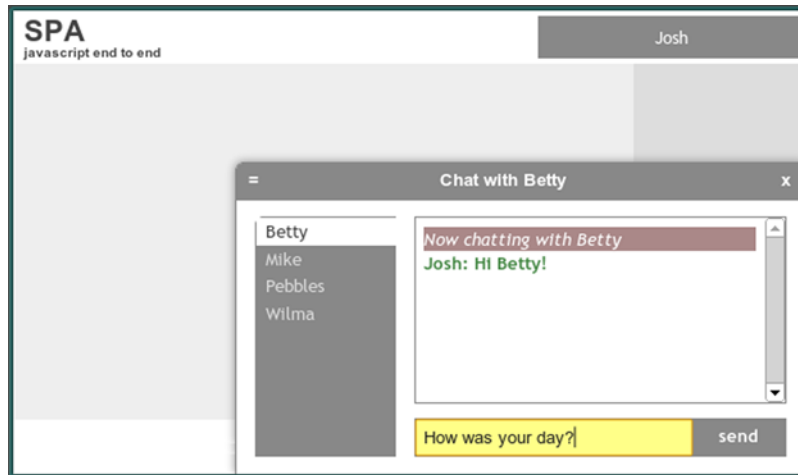 SPA
javascript end to end
Josh
=
Chat with Betty
x
Betty
Mike
Pebbles
Wilma
Now chatting with Betty
Josh: Hi Betty!
How was your day?
send